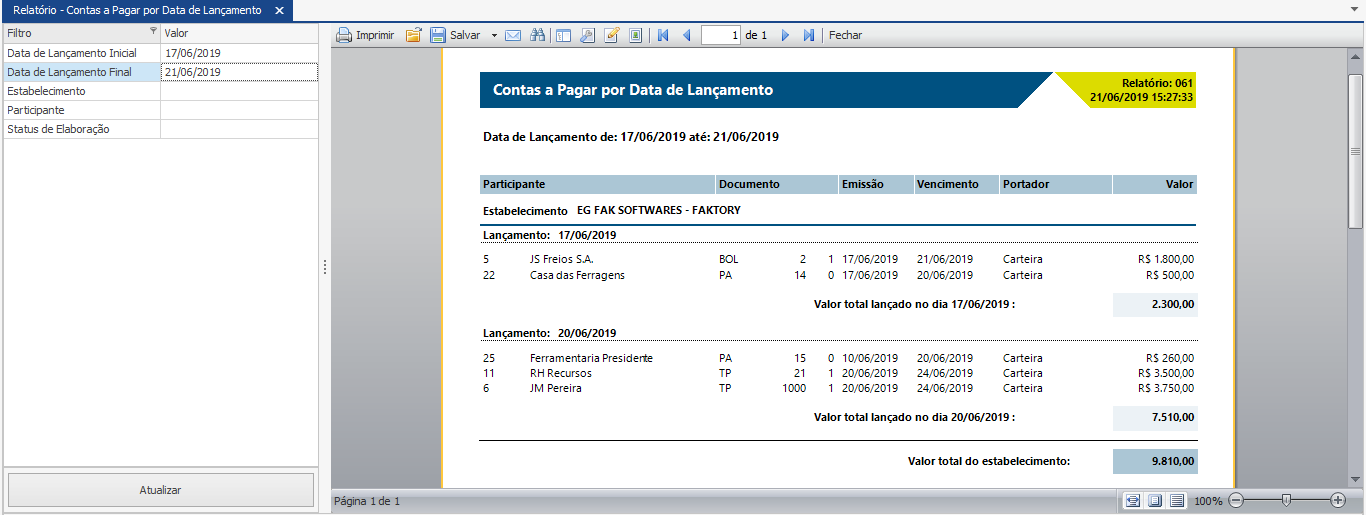 Relatório - Contas a Pagar por Data de Lançamento
Filtro Valor
Data de Lançamento Inicial 17/06/2019
Data de Lançamento Final 21/06/2019
Estabelecimento
Participante
Status de Elaboração
Atualizar
Imprimir Salvar 1 de 1 Fechar
Contas a Pagar por Data de Lançamento
Relatório: 061
21/06/2019 15:27:33
Data de Lançamento de: 17/06/2019 até: 21/06/2019
Participante Documento Emissão Vencimento Portador Valor
Estabelecimento EG FAK SOFTWARES - FAKTORY
Lançamento: 17/06/2019
5 JS Freios S.A. BOL 2 1 17/06/2019 21/06/2019 Carteira R$ 1.800,00
22 Casa das Ferragens PA 14 0 17/06/2019 20/06/2019 Carteira R$ 500,00
Valor total lançado no dia 17/06/2019 : 2.300,00
Lançamento: 20/06/2019
25 Ferramentaria Presidente PA 15 0 10/06/2019 20/06/2019 Carteira R$ 260,00
11 RH Recursos TP 21 1 20/06/2019 24/06/2019 Carteira R$ 3.500,00
6 JM Pereira TP 1000 1 20/06/2019 24/06/2019 Carteira R$ 3.750,00
Valor total lançado no dia 20/06/2019 : 7.510,00
Valor total do estabelecimento: 9.810,00
Página 1 de 1 100%